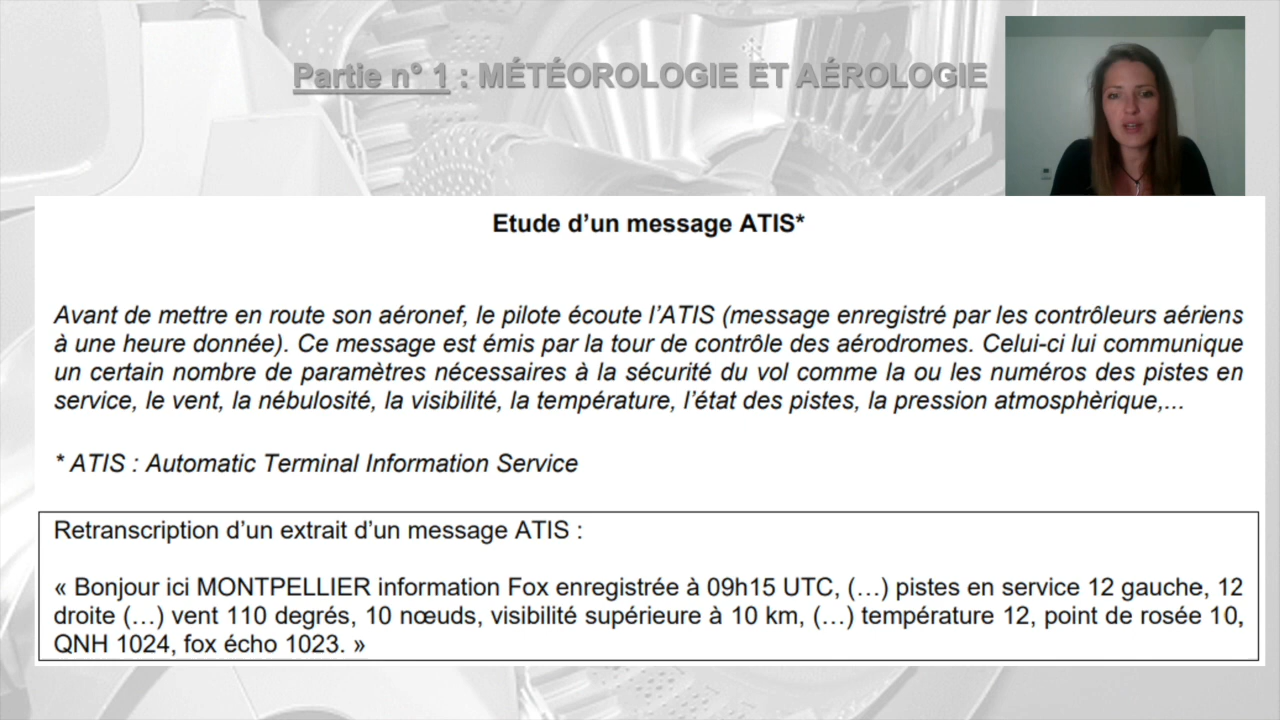 Partie n° 1 : MÉTÉOROLOGIE ET AÉROLOGIE
Etude d’un message ATIS*
Avant de mettre en route son aéronef, le pilote écoute l’ATIS (message enregistré par les contrôleurs aériens
à une heure donnée). Ce message est émis par la tour de contrôle des aérodromes. Celui-ci lui communique
un certain nombre de paramètres nécessaires à la sécurité du vol comme la ou les numéros des pistes en
service, le vent, la nébulosité, la visibilité, la température, l’état des pistes, la pression atmosphèrique,...
* ATIS : Automatic Terminal Information Service
Retranscription d’un extrait d’un message ATIS :
« Bonjour ici MONTPELLIER information Fox enregistrée à 09h15 UTC, (…) pistes en service 12 gauche, 12
droite (…) vent 110 degrés, 10 nœuds, visibilité supérieure à 10 km, (…) température 12, point de rosée 10,
QNH 1024, fox écho 1023. »